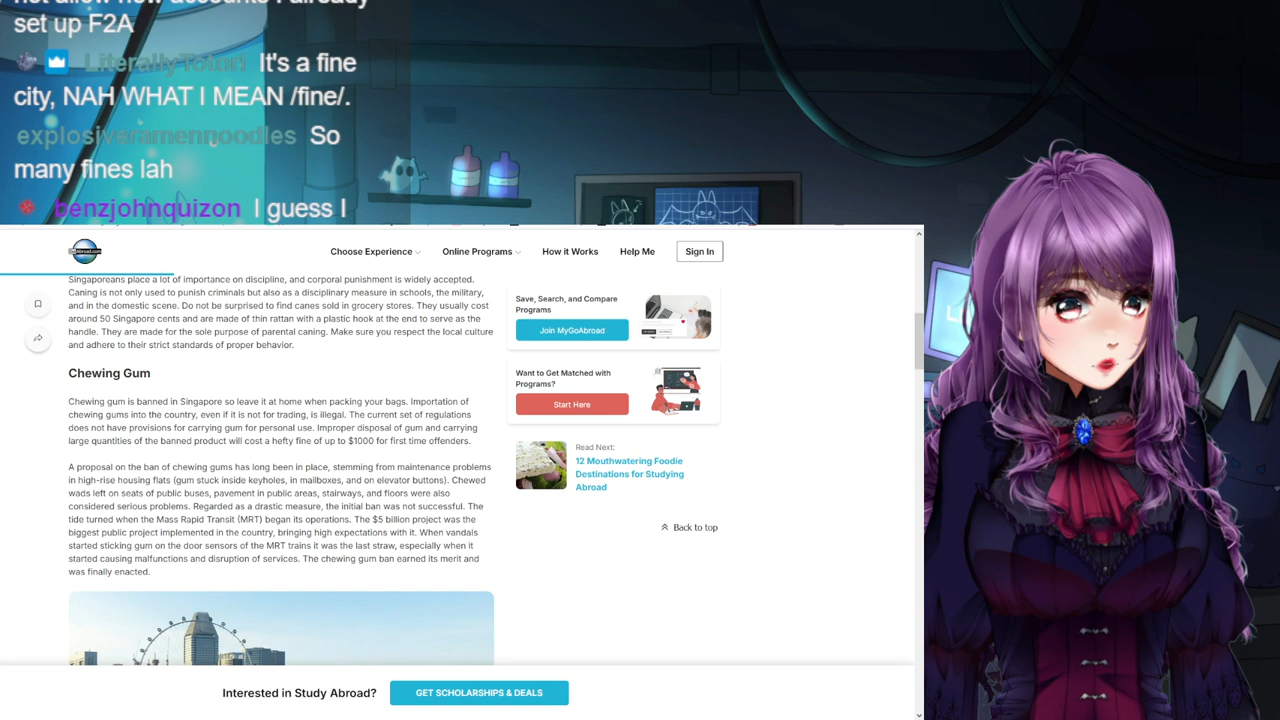 set up F2A
It's a fine
city, NAH WHAT I MEAN /fine/.
explosiveramennoodles So
many fines lah
benzjohnquizon I guess I
Choose Experience
Online Programs
How it Works
Help Me
Sign In
Singaporeans place a lot of importance on discipline, and corporal punishment is widely accepted.
Caning is not only used to punish criminals but also as a disciplinary measure in schools, the military,
and in the domestic scene. Do not be surprised to find canes sold in grocery stores. They usually cost
around 50 Singapore cents and are made of thin rattan with a plastic hook at the end to serve as the
handle. They are made for the sole purpose of parental caning. Make sure you respect the local culture
and adhere to their strict standards of proper behavior.
Chewing Gum
Chewing gum is banned in Singapore so leave it at home when packing your bags. Importation of
chewing gums into the country, even if it is not for trading, is illegal. The current set of regulations
does not have provisions for carrying gum for personal use. Improper disposal of gum and carrying
large quantities of the banned product will cost a hefty fine of up to $1000 for first time offenders.
A proposal on the ban of chewing gums has long been in place, stemming from maintenance problems
in high-rise housing flats (gum stuck inside keyholes, in mailboxes, and on elevator buttons). Chewed
wads left on seats of public buses, pavement in public areas, stairways, and floors were also
considered serious problems. Regarded as a drastic measure, the initial ban was not successful. The
tide turned when the Mass Rapid Transit (MRT) began its operations. The $5 billion project was the
biggest public project implemented in the country, bringing high expectations with it. When vandals
started sticking gum on the door sensors of the MRT trains it was the last straw, especially when it
started causing malfunctions and disruption of services. The chewing gum ban earned its merit and
was finally enacted.
Save, Search, and Compare
Programs
Join MyGoAbroad
Want to Get Matched with
Programs?
Start Here
Read Next:
12 Mouthwatering Foodie
Destinations for Studying
Abroad
Back to top
Interested in Study Abroad?
GET SCHOLARSHIPS & DEALS